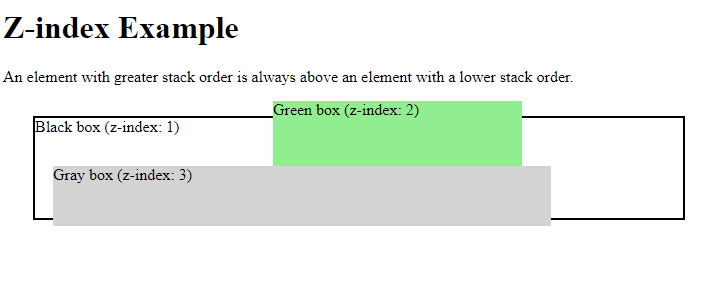 Z-index Example
An element with greater stack order is always above an element with a lower stack order.
Green box (z-index: 2)
Black box (z-index: 1)
Gray box (z-index: 3)